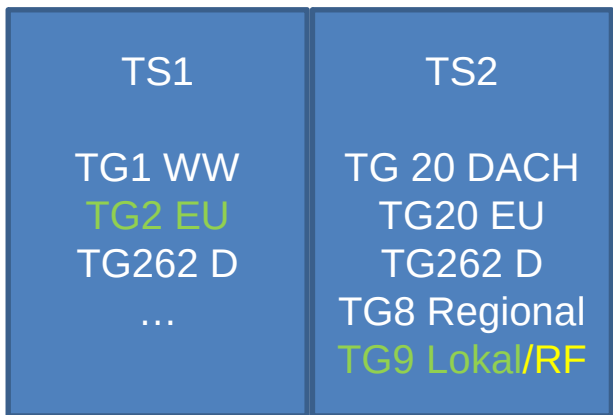 TS1
TG1 WW
TG2 EU
TG262 D
…
TS2
TG 20 DACH
TG20 EU
TG262 D
TG8 Regional
TG9 Lokal/RF